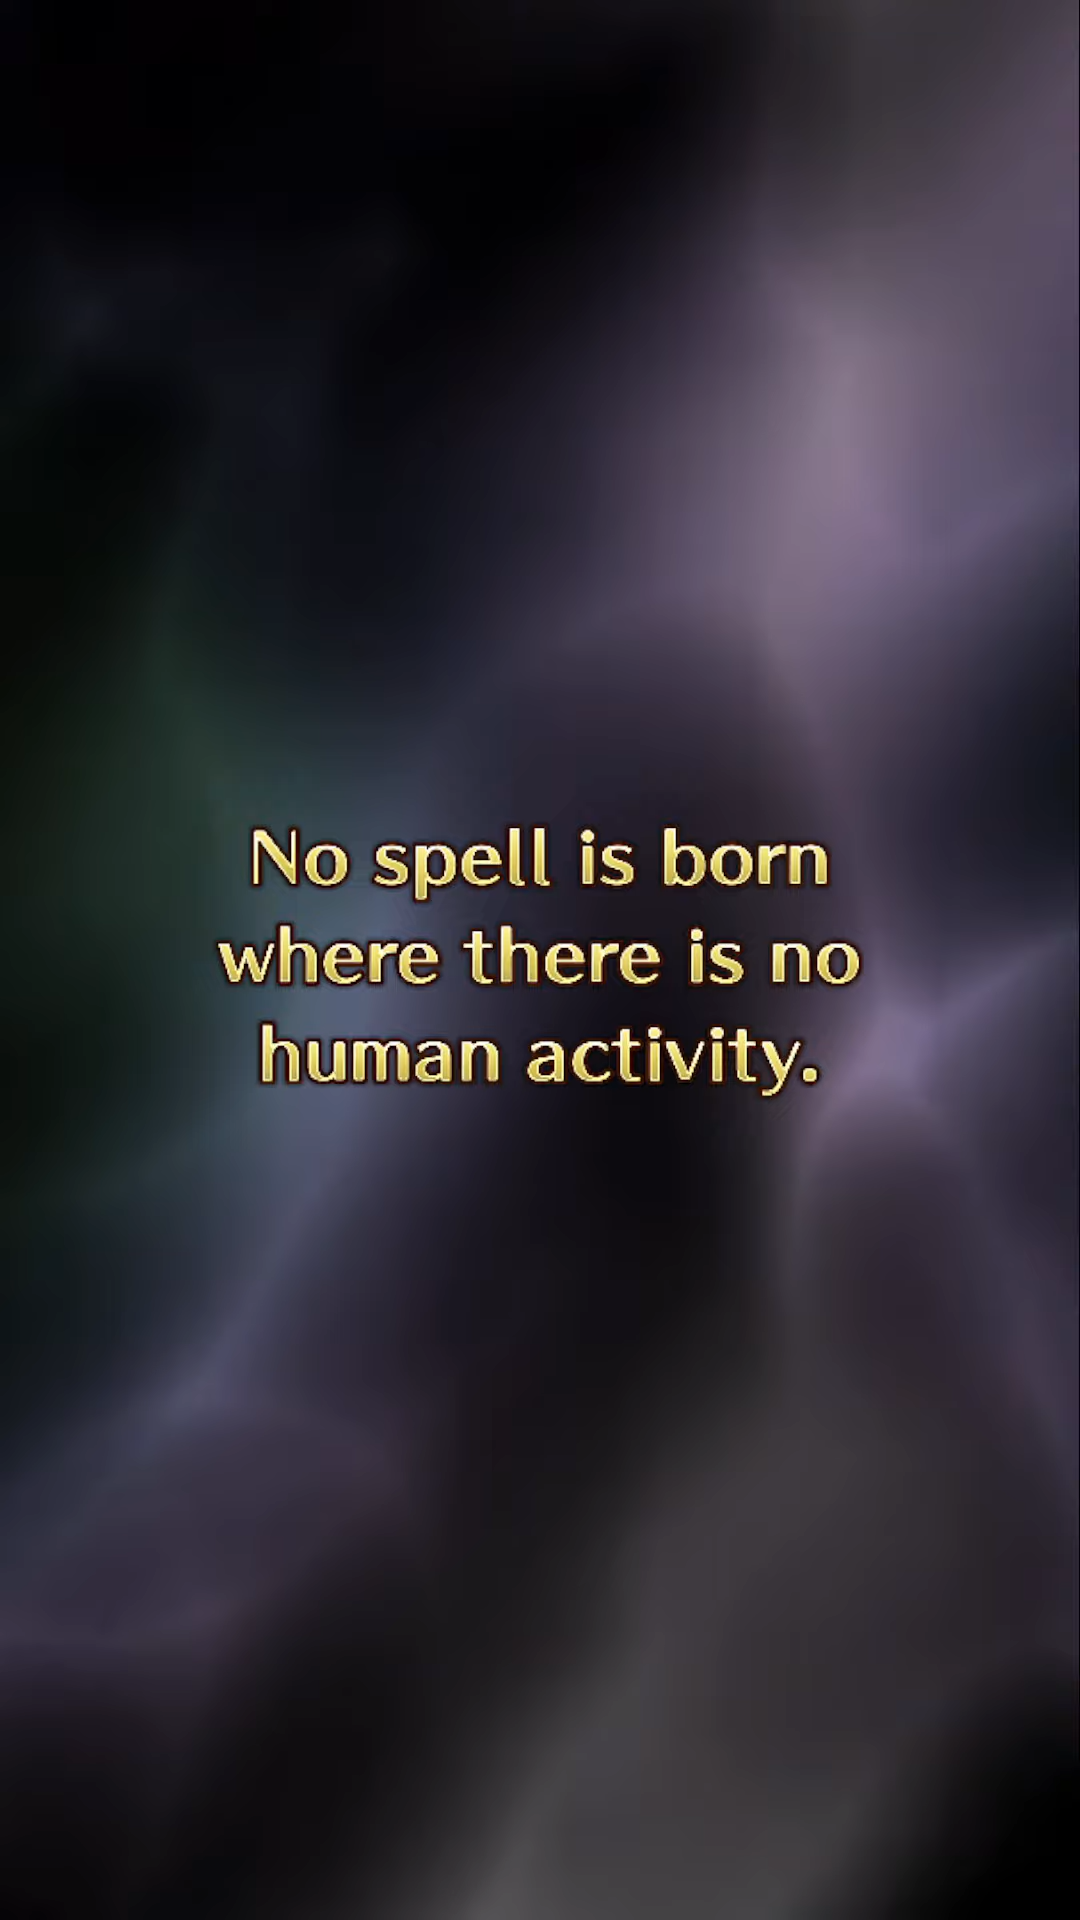 No spell is born
where there is no
human activity.